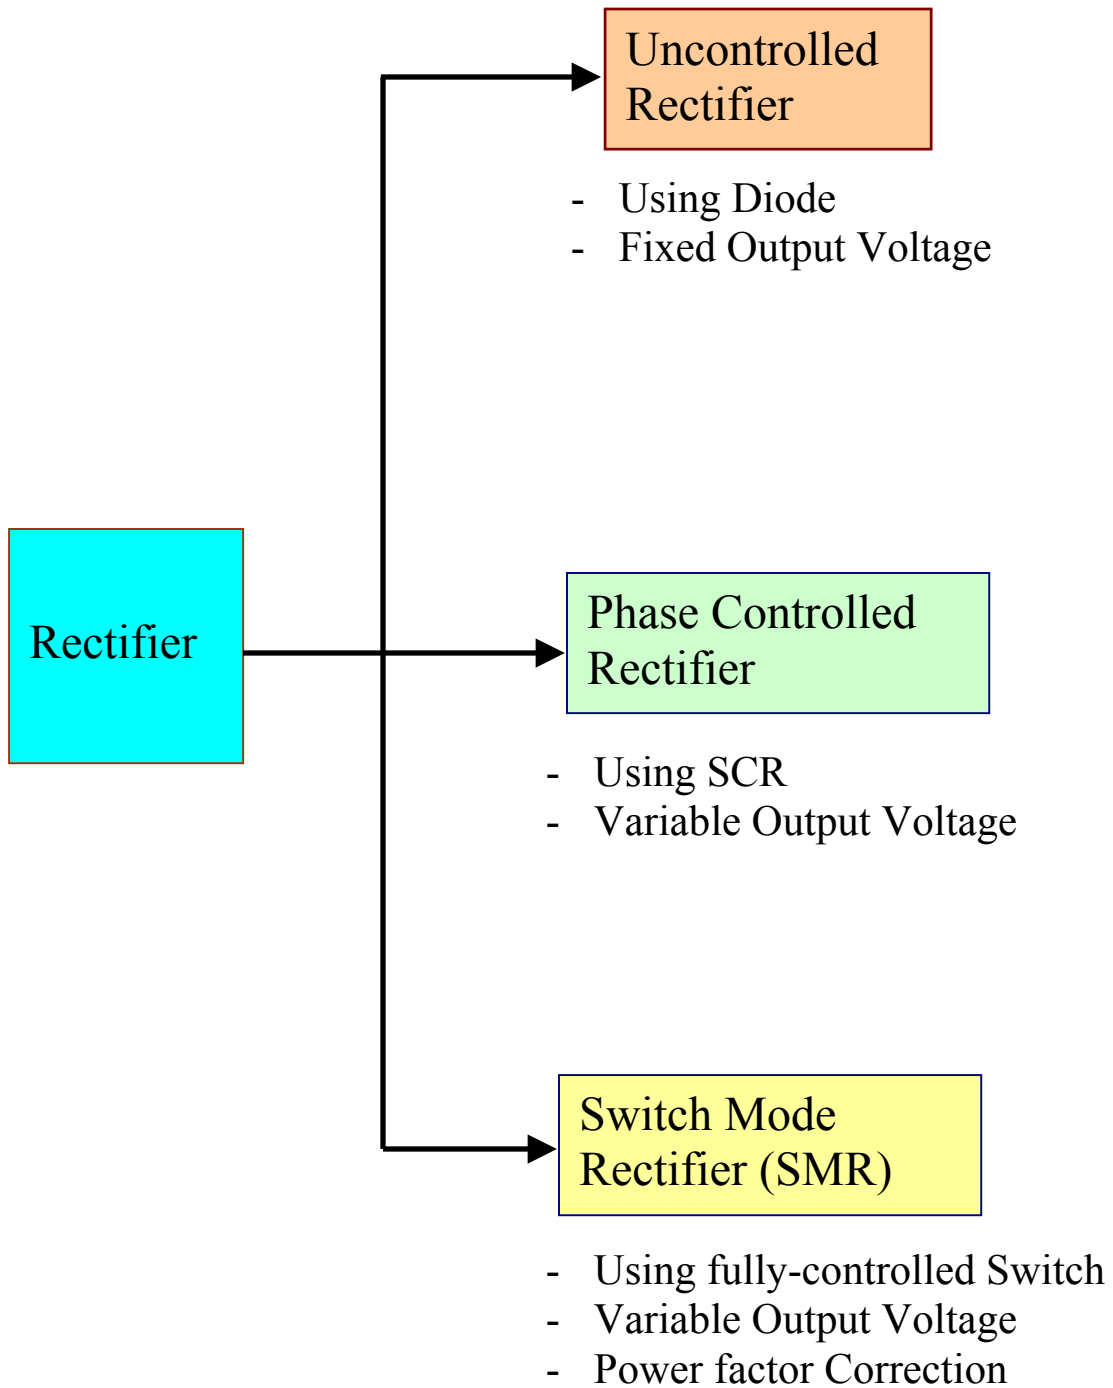 Uncontrolled
Rectifier
- Using Diode
- Fixed Output Voltage
Rectifier
Phase Controlled
Rectifier
- Using SCR
- Variable Output Voltage
Switch Mode
Rectifier (SMR)
- Using fully-controlled Switch
- Variable Output Voltage
- Power factor Correction